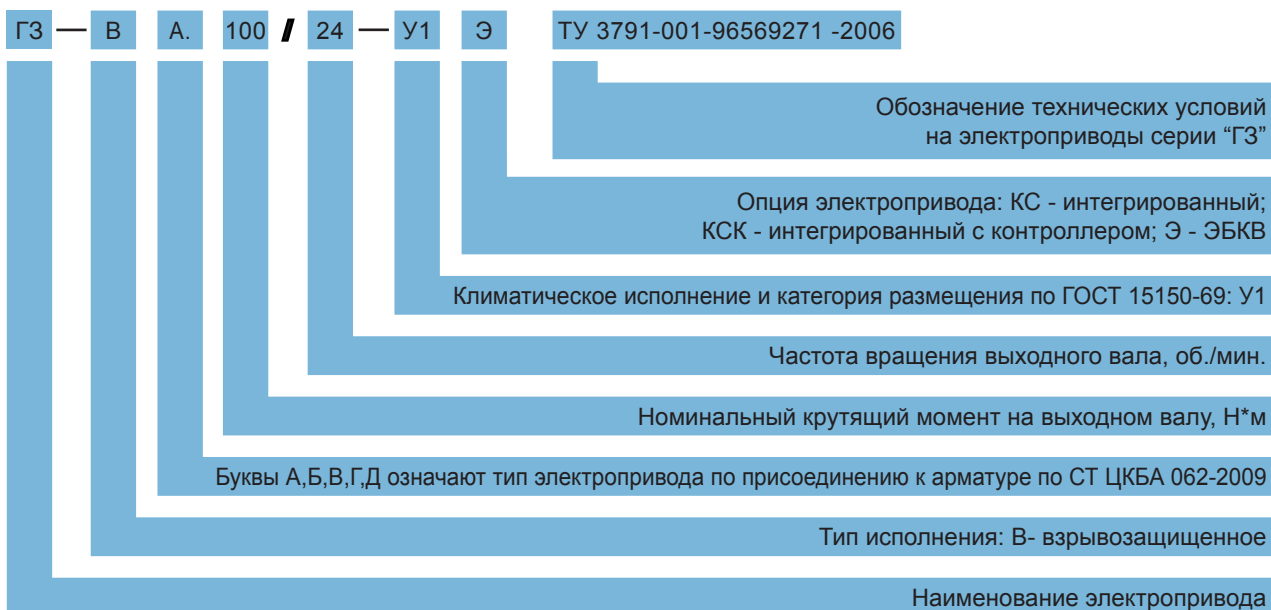 ГЗ — В А. 100 / 24 — У1 Э ТУ 3791-001-96569271 -2006
Обозначение технических условий
на электроприводы серии “ГЗ”
Опция электропривода: КС - интегрированный;
КСК - интегрированный с контроллером; Э - ЭБКВ
Климатическое исполнение и категория размещения по ГОСТ 15150-69: У1
Частота вращения выходного вала, об./мин.
Номинальный крутящий момент на выходном валу, Н*м
Буквы А,Б,В,Г,Д означают тип электропривода по присоединению к арматуре по СТ ЦКБА 062-2009
Тип исполнения: В- взрывозащищенное
Наименование электропривода